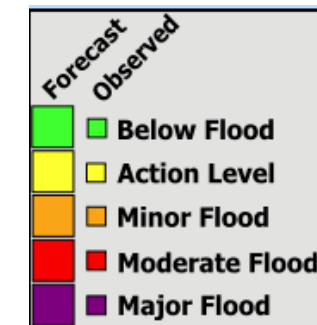 Forecast
Observed
Below Flood
Action Level
Minor Flood
Moderate Flood
Major Flood